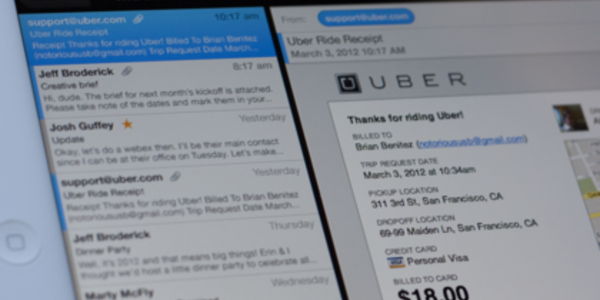 support@uber.com
10:17 am
Uber Ride Receipt
Receipt Thanks for riding Uber! Billed To Brian Benitez
(notorioususb@gmail.com) Trip Request Date March...
Jeff Broderick
8:17 am
Creative brief
Hi, dude. The brief for next month's kickoff is attached.
Please take note of the dates and mark them in your...
Josh Guffey
Yesterday
Update
Okay, let's do a webex then. I'll be their main contact
since I can be at their office on Tuesday. Let's make...
support@uber.com
Yesterday
Uber Ride Receipt
Receipt Thanks for riding Uber! Billed To Brian Benitez
(notorioususb@gmail.com) Trip Request Date March...
Jeff Broderick
Thursday
Dinner Party
Well, it's 2012 and that means big things! Erin & I
thought we'd host a little dinner party to celebrate all...
Marty McFly
Wednesday
From: support@uber.com
Uber Ride Receipt
March 3, 2012 10:17 AM
UBER
Thanks for riding Uber!
BILLED TO
Brian Benitez (notorioususb@gmail.com)
TRIP REQUEST DATE
March 3, 2012 at 10:34am
PICKUP LOCATION
311 3rd St, San Francisco, CA
DROPOFF LOCATION
69-99 Maiden Ln, San Francisco, CA
CREDIT CARD
Personal Visa
BILLED TO CARD
$18.00